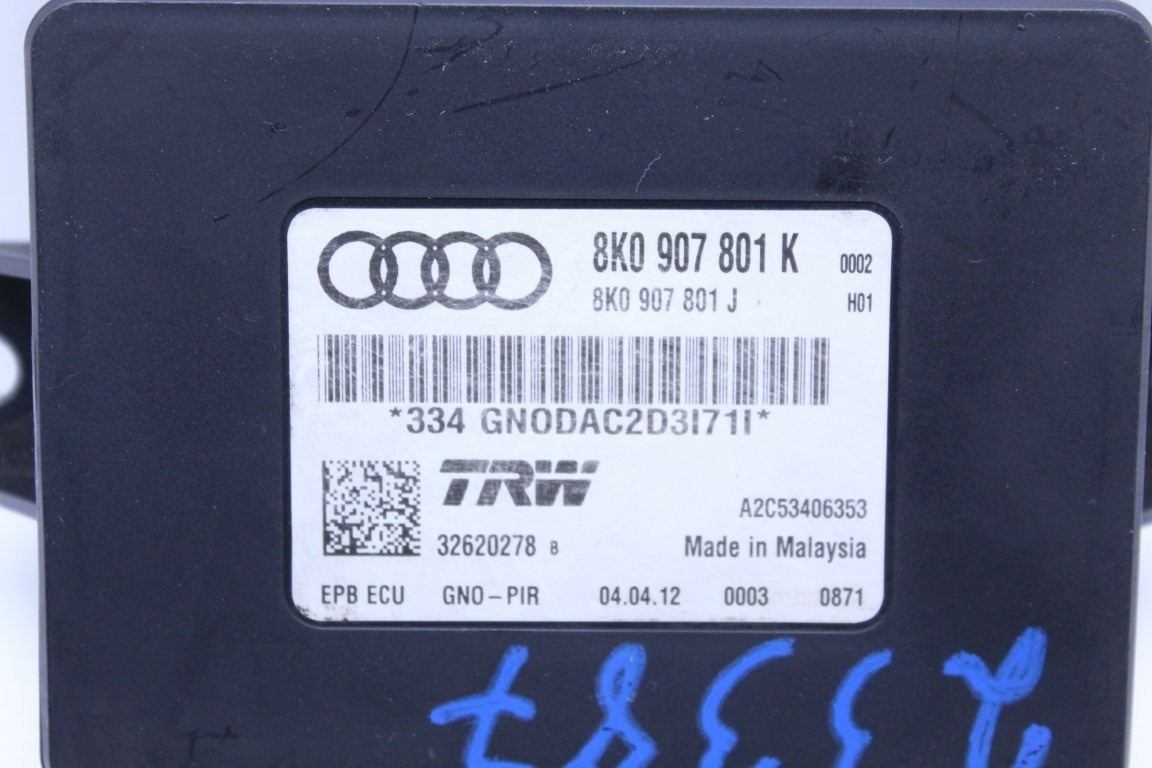 8K0 907 801 K 0002
8K0 907 801 J H01
*334 GNODAC2D3I71I*
TRW
A2C53406353
32620278 B Made in Malaysia
EPB ECU GNO-PIR 04.04.12 0003 0871